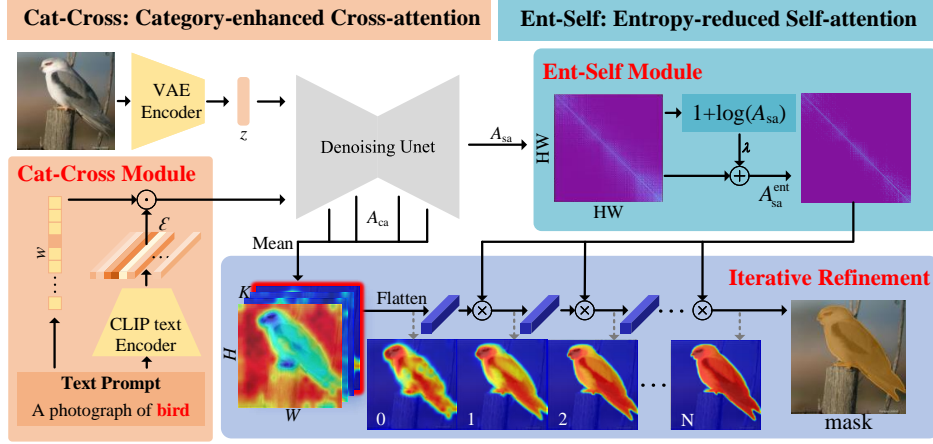 Cat-Cross: Category-enhanced Cross-attention
Ent-Self: Entropy-reduced Self-attention
VAE
Encoder
z
Denoising Unet
A_sa
Ent-Self Module
HW
HW
1+log(A_sa)
λ
A_sa^ent
Cat-Cross Module
w
ℰ
CLIP text
Encoder
Text Prompt
A photograph of bird
A_ca
Mean
Iterative Refinement
K
H
W
Flatten
0
1
2
N
mask